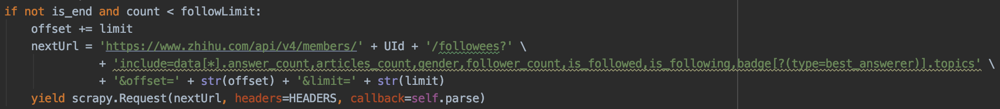 if not is_end and count < followLimit:
    offset += limit
    nextUrl = 'https://www.zhihu.com/api/v4/members/' + UId + '/followees?' \
              + 'include=data[*].answer_count,articles_count,gender,follower_count,is_followed,is_following,badge[?(type=best_answerer)].topics' \
              + '&offset=' + str(offset) + '&limit=' + str(limit)
    yield scrapy.Request(nextUrl, headers=HEADERS, callback=self.parse)